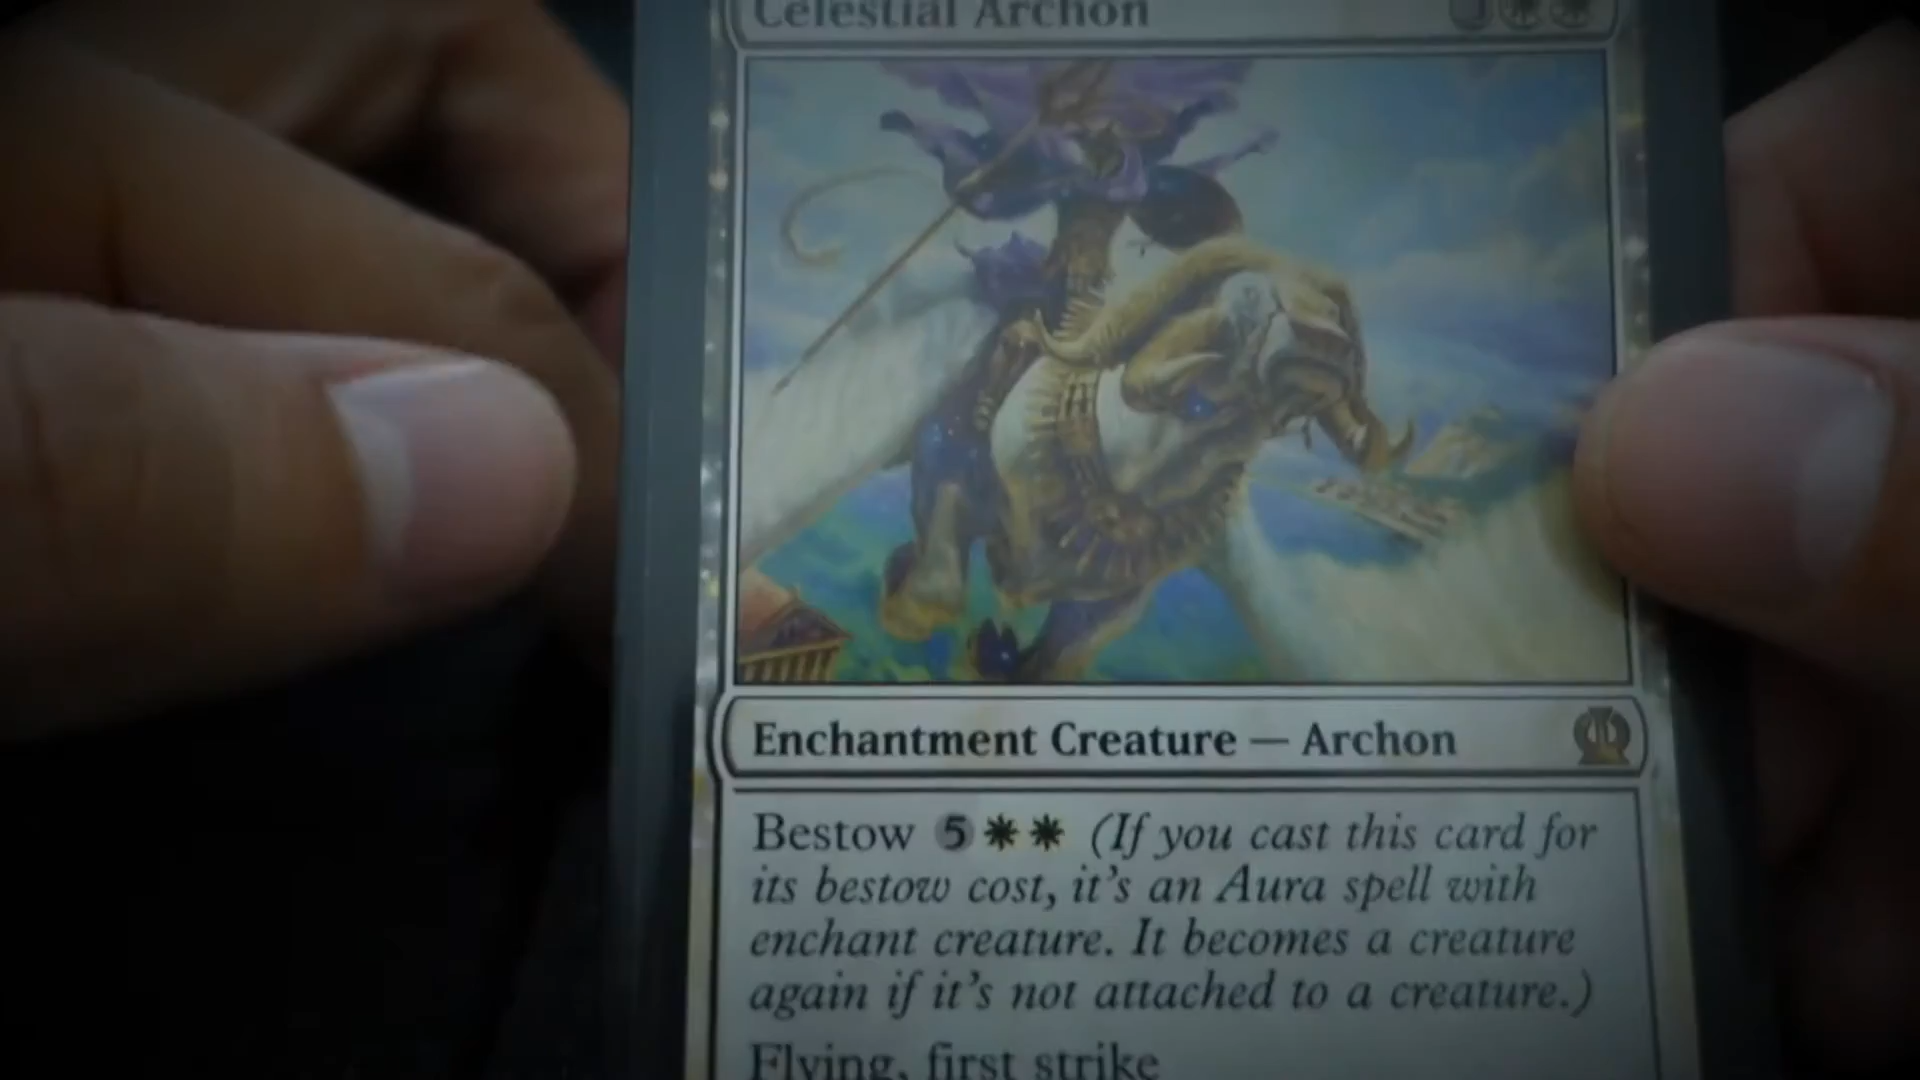 Celestial Archon
Enchantment Creature — Archon
Bestow 5 (If you cast this card for
its bestow cost, it's an Aura spell with
enchant creature. It becomes a creature
again if it's not attached to a creature.)
Flying, first strike